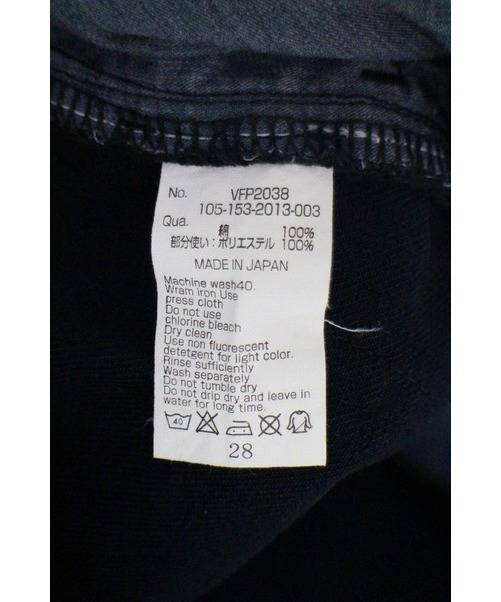 No. VFP2038
105-153-2013-003
Qua. 綿 100%
部分使い：ポリエステル 100%
MADE IN JAPAN
Machine wash40.
Wram iron Use
press cloth
Do not use
chlorine bleach
Dry clean
Use non fluorescent
detetgent for light color.
Rinse sufficiently
Wash separately
Do not tumble dry
Do not drip dry and leave in
water for long time.
40
28